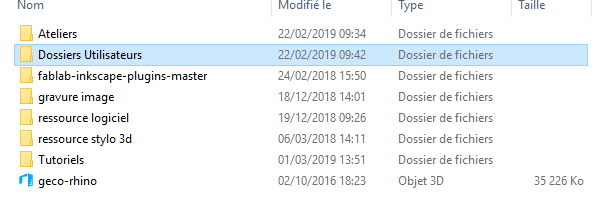 Nom Modifié le Type Taille
Ateliers 22/02/2019 09:34 Dossier de fichiers
Dossiers Utilisateurs 22/02/2019 09:42 Dossier de fichiers
fablab-inkscape-plugins-master 24/02/2018 15:50 Dossier de fichiers
gravure image 18/12/2018 14:01 Dossier de fichiers
ressource logiciel 19/12/2018 09:26 Dossier de fichiers
ressource stylo 3d 06/03/2018 14:11 Dossier de fichiers
Tutoriels 01/03/2019 13:51 Dossier de fichiers
geco-rhino 02/10/2016 18:23 Objet 3D 35 226 Ko